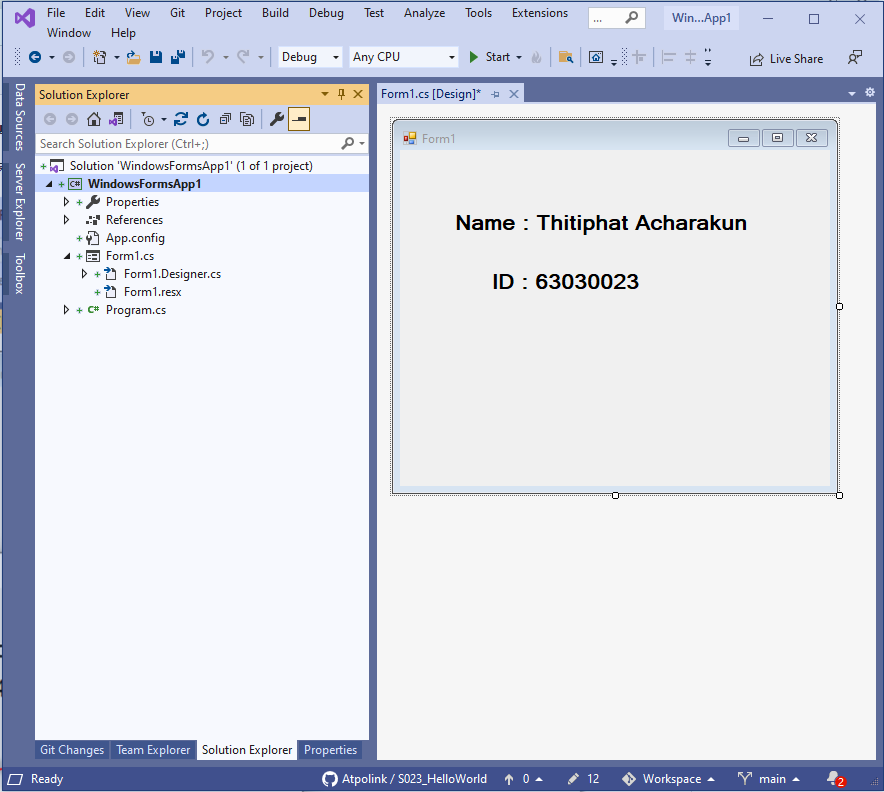 File Edit View Git Project Build Debug Test Analyze Tools Extensions ... Win...App1
Window Help
Debug Any CPU Start Live Share
Data Sources
Server Explorer
Toolbox
Solution Explorer
Search Solution Explorer (Ctrl+;)
Solution 'WindowsFormsApp1' (1 of 1 project)
C# WindowsFormsApp1
Properties
References
App.config
Form1.cs
Form1.Designer.cs
Form1.resx
C# Program.cs
Git Changes Team Explorer Solution Explorer Properties
Form1.cs [Design]*
Form1
Name : Thitiphat Acharakun
ID : 63030023
Ready Atpolink / S023_HelloWorld 0 12 Workspace main 2